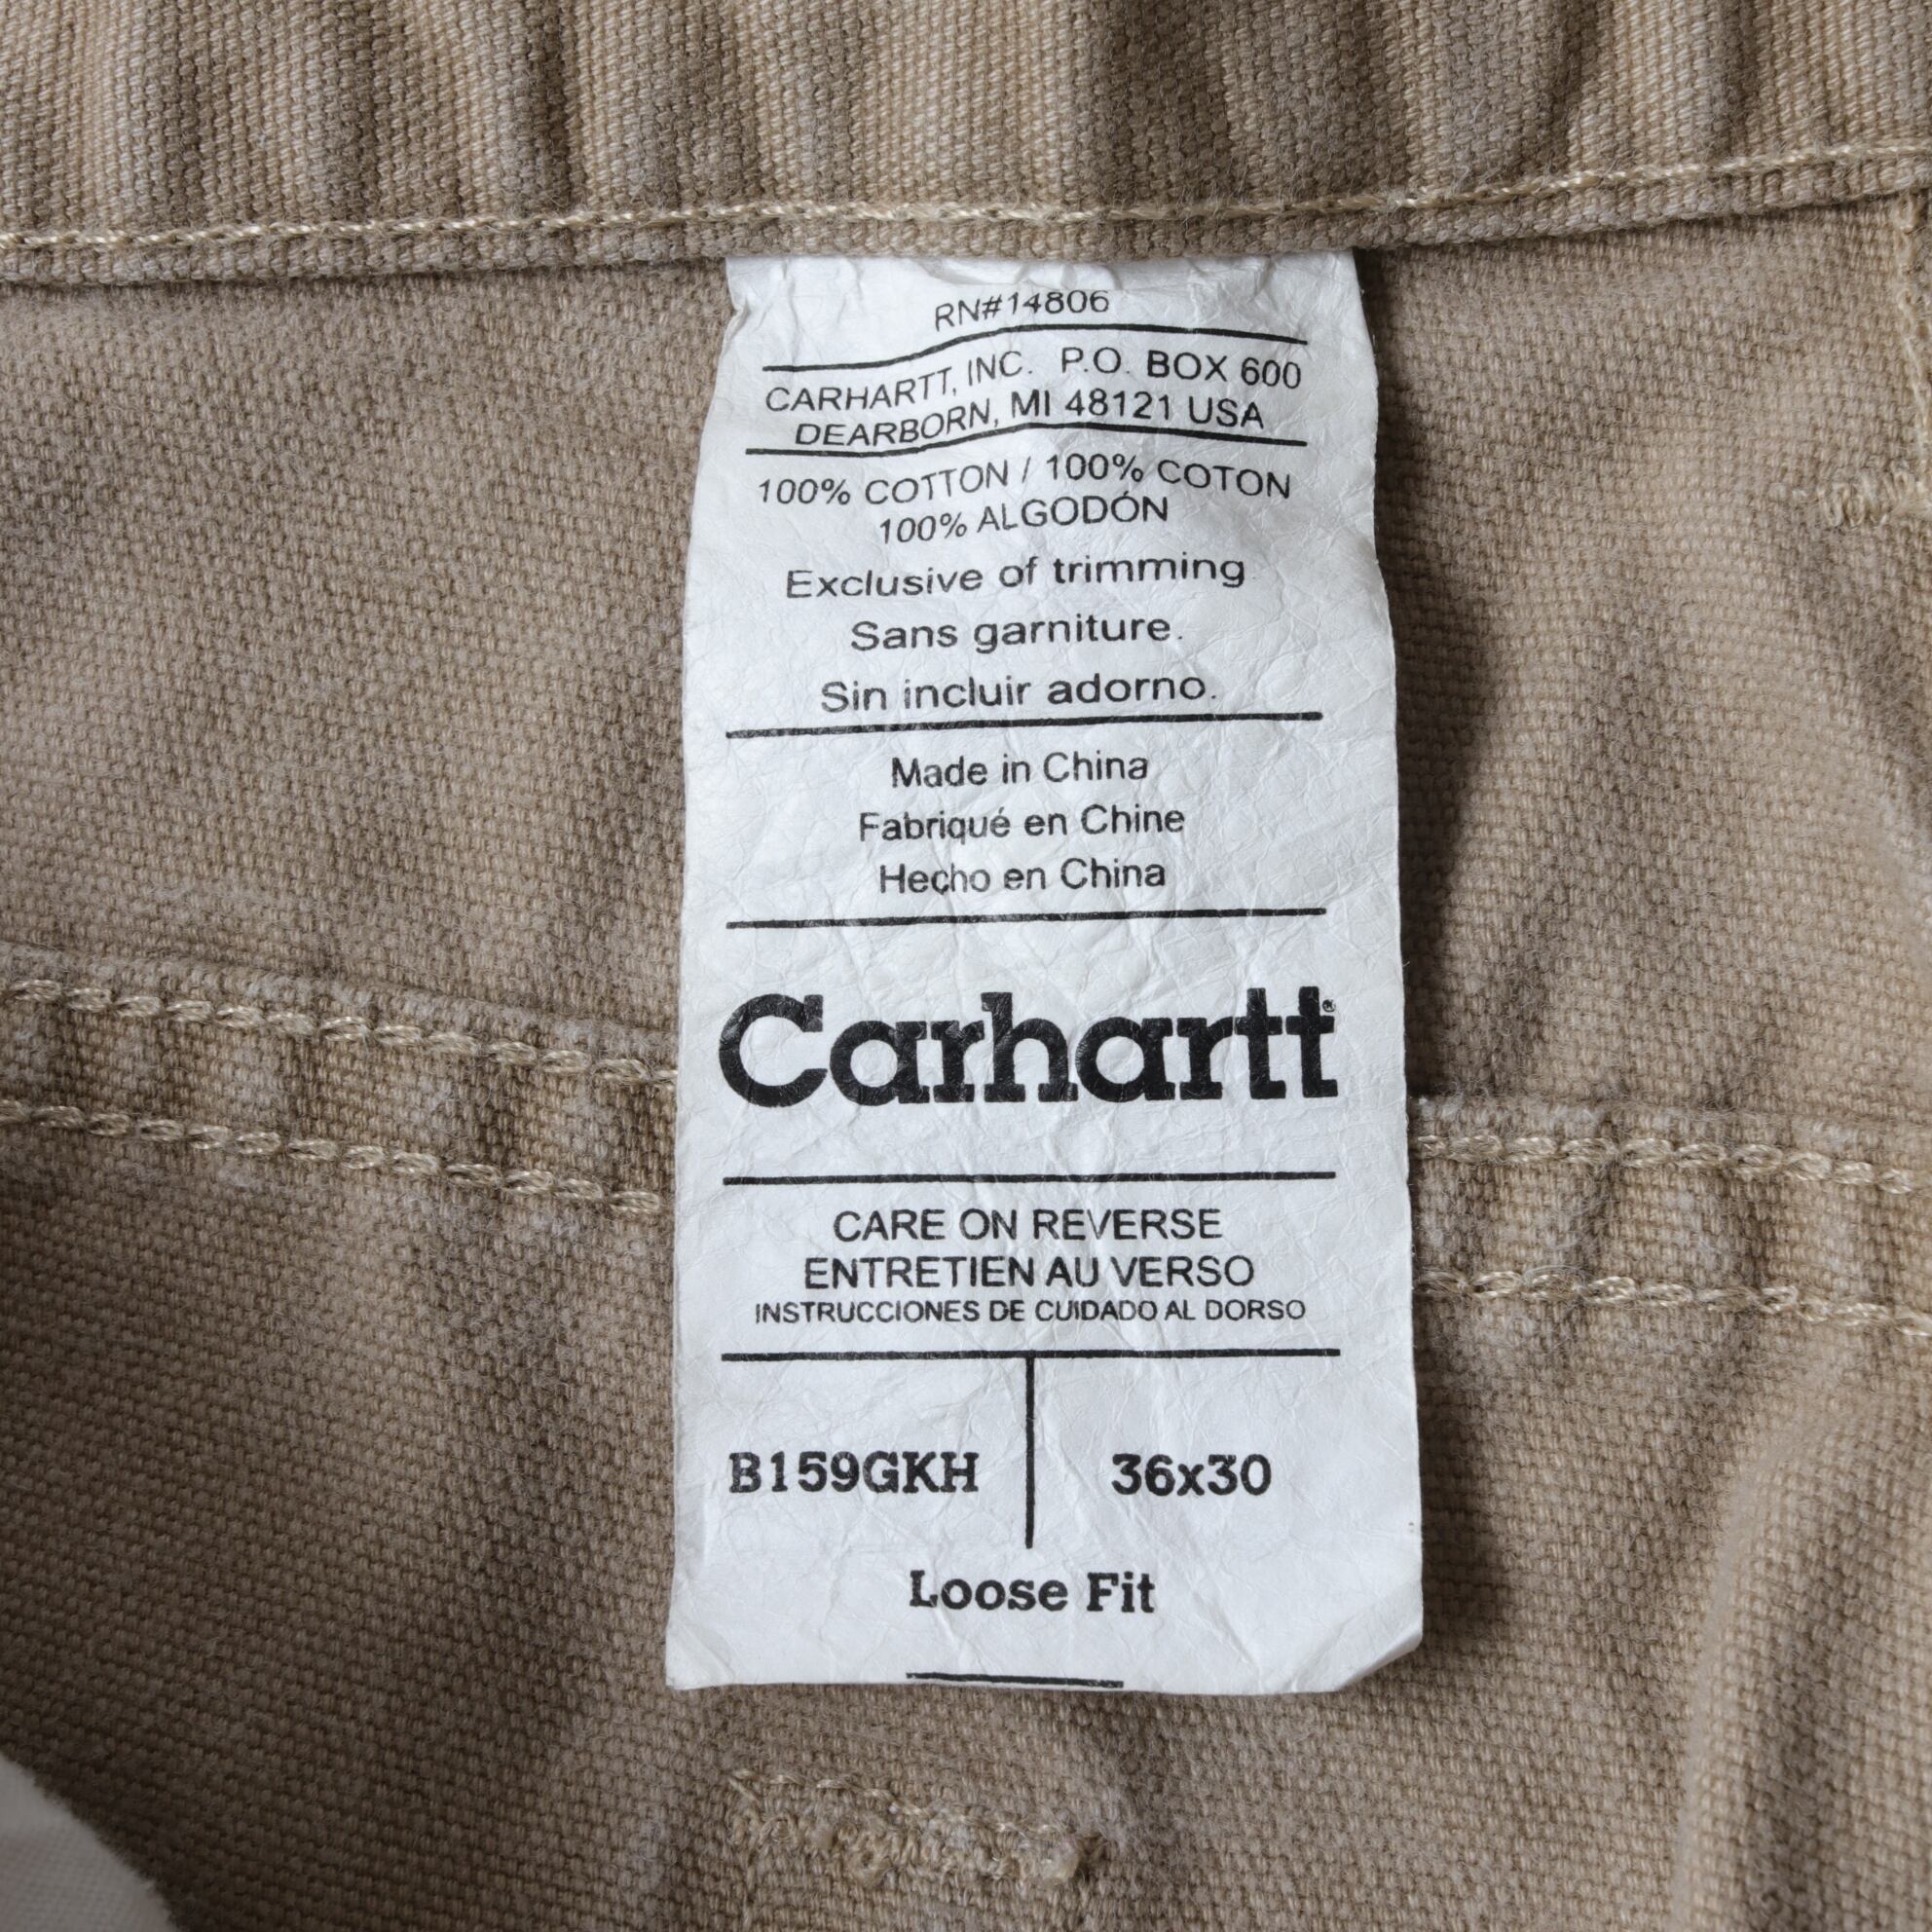 RN#14806
CARHARTT, INC. P.O. BOX 600
DEARBORN, MI 48121 USA
100% COTTON / 100% COTON
100% ALGODÓN
Exclusive of trimming
Sans garniture.
Sin incluir adorno.
Made in China
Fabriqué en Chine
Hecho en China
Carhartt®
CARE ON REVERSE
ENTRETIEN AU VERSO
INSTRUCCIONES DE CUIDADO AL DORSO
B159GKH 36x30
Loose Fit